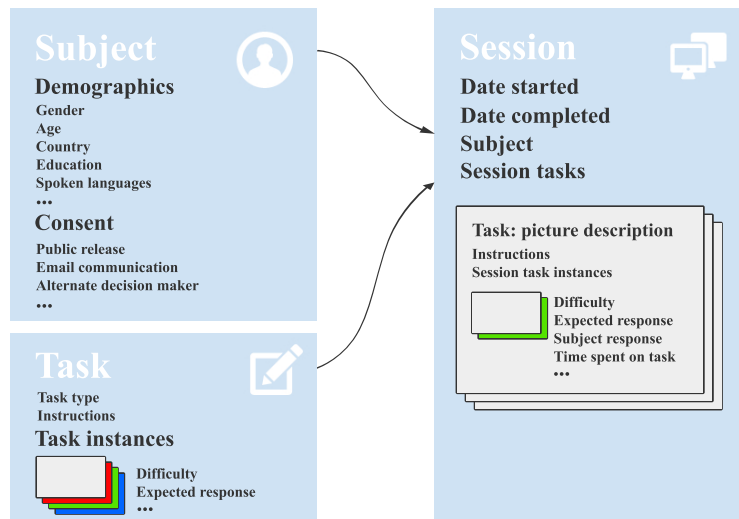 Subject
Demographics
Gender
Age
Country
Education
Spoken languages
...
Consent
Public release
Email communication
Alternate decision maker
...
Task
Task type
Instructions
Task instances
Difficulty
Expected response
...
Session
Date started
Date completed
Subject
Session tasks
Task: picture description
Instructions
Session task instances
Difficulty
Expected response
Subject response
Time spent on task
...